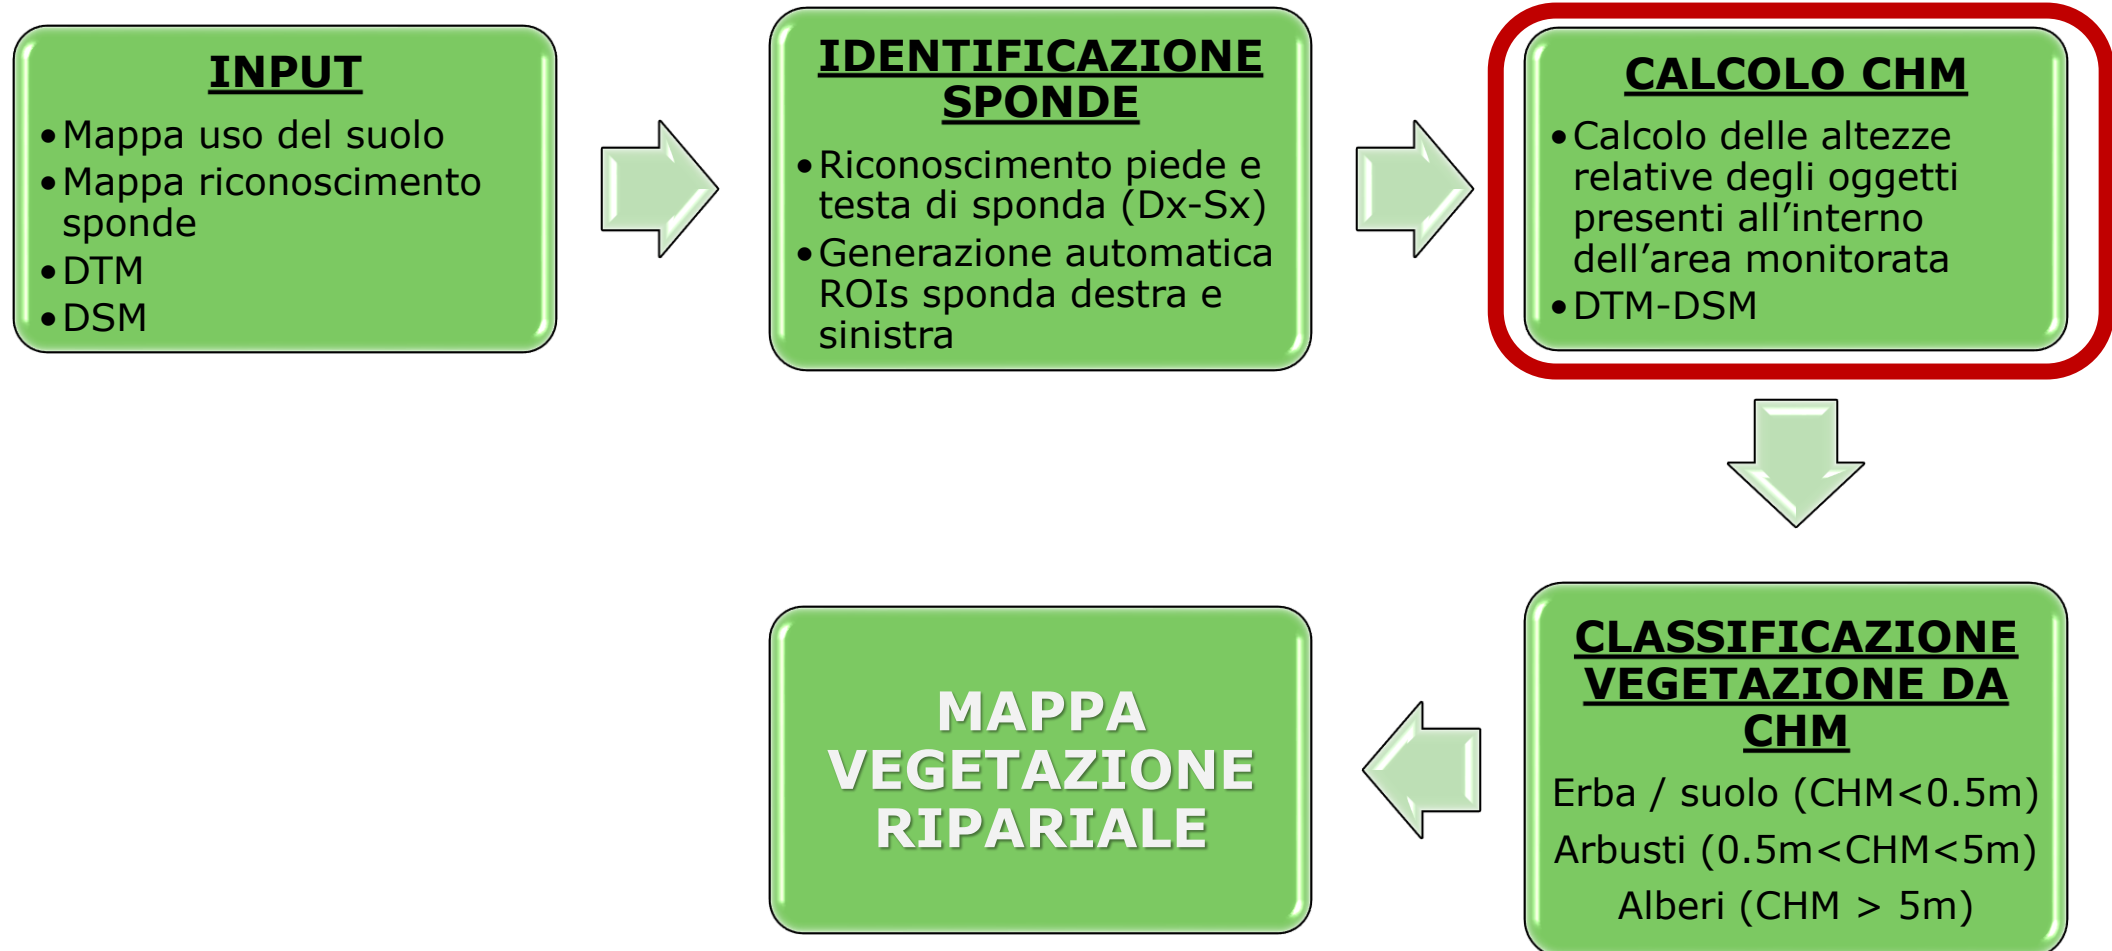 INPUT
•Mappa uso del suolo
•Mappa riconoscimento
sponde
•DTM
•DSM
IDENTIFICAZIONE
SPONDE
•Riconoscimento piede e
testa di sponda (Dx-Sx)
•Generazione automatica
ROIs sponda destra e
sinistra
CALCOLO CHM
•Calcolo delle altezze
relative degli oggetti
presenti all’interno
dell’area monitorata
•DTM-DSM
CLASSIFICAZIONE
VEGETAZIONE DA
CHM
Erba / suolo (CHM<0.5m)
Arbusti (0.5m<CHM<5m)
Alberi (CHM > 5m)
MAPPA
VEGETAZIONE
RIPARIALE